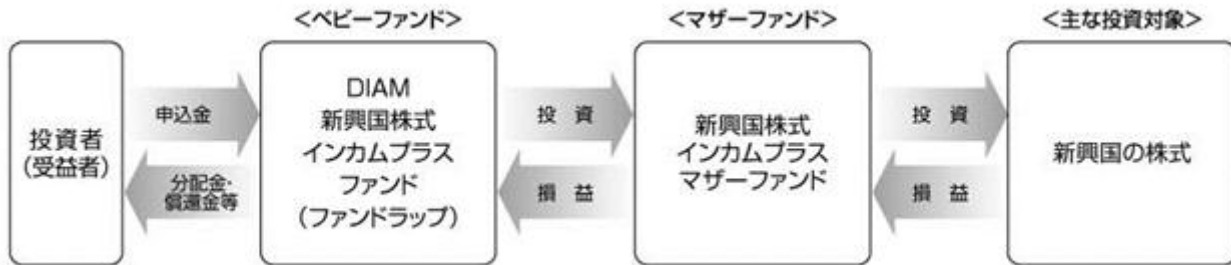 <ベビーファンド>
<マザーファンド>
<主な投資対象>
投資者
(受益者)
申込金
分配金・
償還金等
DIAM
新興国株式
インカムプラス
ファンド
(ファンドラップ)
投 資
損 益
新興国株式
インカムプラス
マザーファンド
投 資
損 益
新興国の株式